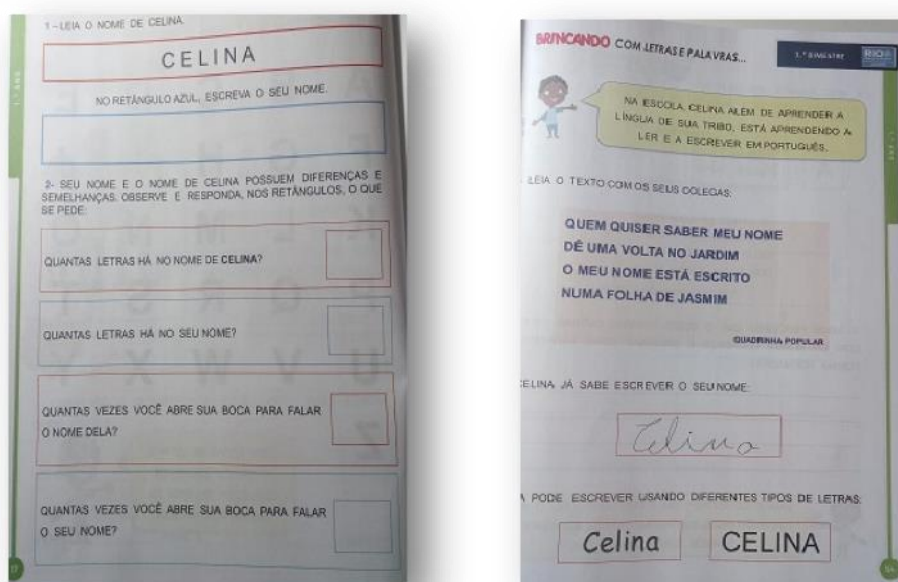 1 - LEIA O NOME DE CELINA.
CELINA
NO RETÂNGULO AZUL, ESCREVA O SEU NOME.
2- SEU NOME E O NOME DE CELINA POSSUEM DIFERENÇAS E
SEMELHANÇAS. OBSERVE E RESPONDA, NOS RETÂNGULOS, O QUE
SE PEDE:
QUANTAS LETRAS HÁ NO NOME DE CELINA?
QUANTAS LETRAS HÁ NO SEU NOME?
QUANTAS VEZES VOCÊ ABRE SUA BOCA PARA FALAR
O NOME DELA?
QUANTAS VEZES VOCÊ ABRE SUA BOCA PARA FALAR
O SEU NOME?
BRINCANDO COM LETRAS E PALAVRAS...
1.º BIMESTRE
RIO
NA ESCOLA, CELINA ALÉM DE APRENDER A
LÍNGUA DE SUA TRIBO, ESTÁ APRENDENDO A
LER E A ESCREVER EM PORTUGUÊS.
LEIA O TEXTO COM OS SEUS COLEGAS:
QUEM QUISER SABER MEU NOME
DÊ UMA VOLTA NO JARDIM
O MEU NOME ESTÁ ESCRITO
NUMA FOLHA DE JASMIM
QUADRINHA POPULAR
CELINA JÁ SABE ESCREVER O SEU NOME:
Celina
A PODE ESCREVER USANDO DIFERENTES TIPOS DE LETRAS:
Celina CELINA